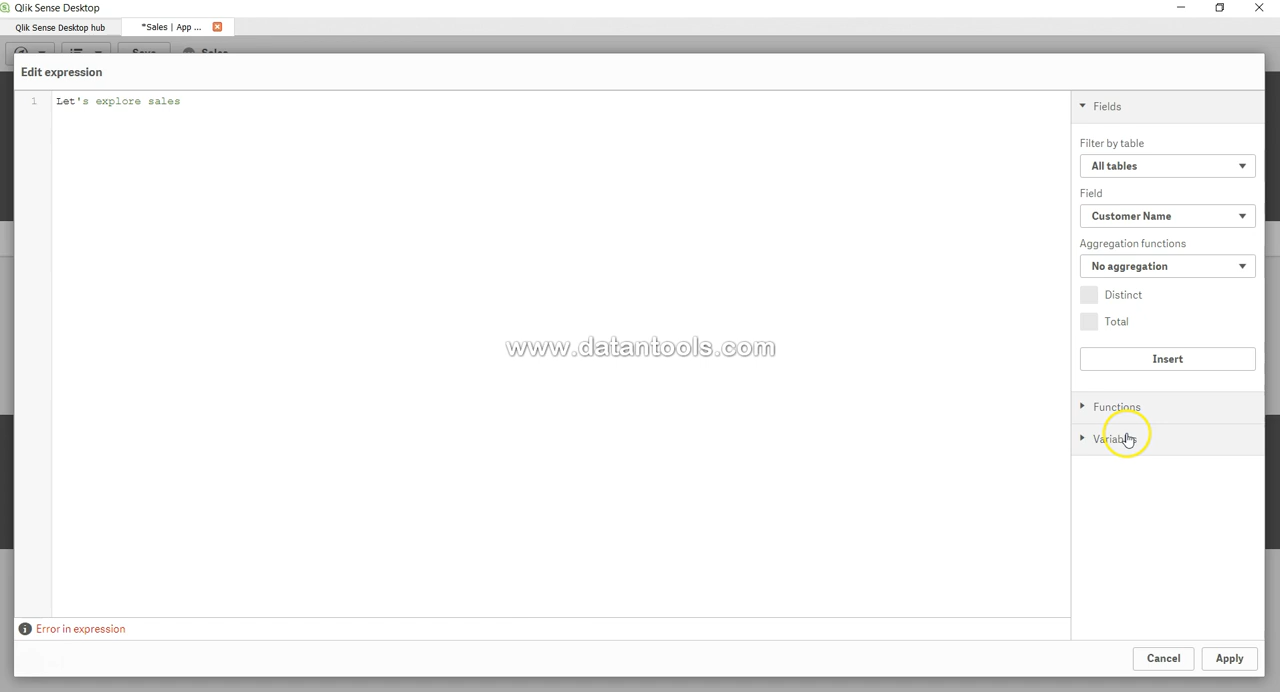 Qlik Sense Desktop
Qlik Sense Desktop hub
*Sales | App ...
Save
Sales
Edit expression
1
Let's explore sales
Fields
Filter by table
All tables
Field
Customer Name
Aggregation functions
No aggregation
Distinct
Total
Insert
www.datantools.com
Functions
Variables
Error in expression
Cancel
Apply